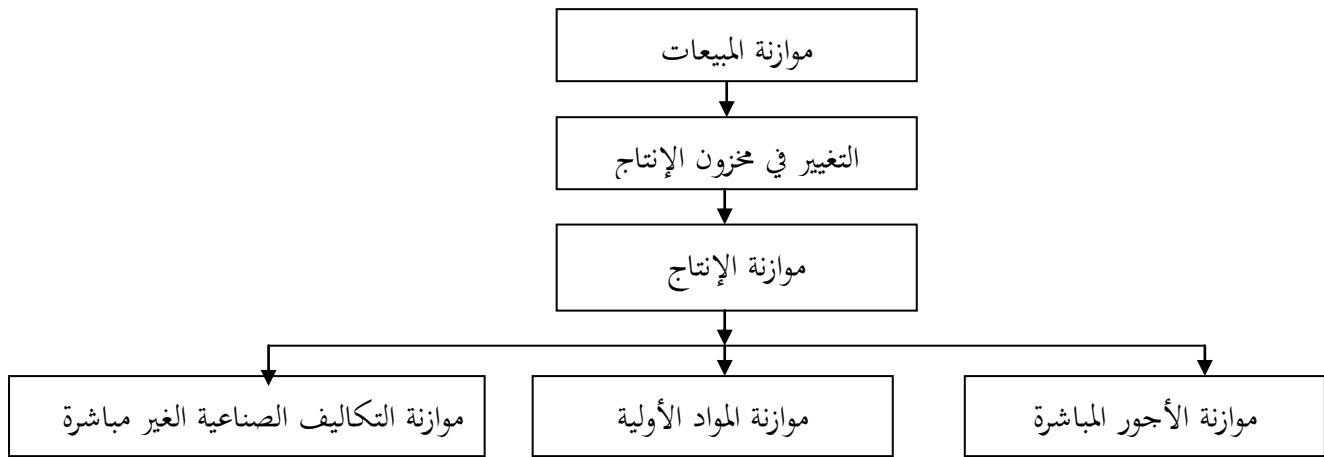 موازنة المبيعات
التغيير في مخزون الإنتاج
موازنة الإنتاج
موازنة الأجور المباشرة
موازنة المواد الأولية
موازنة التكاليف الصناعية الغير مباشرة